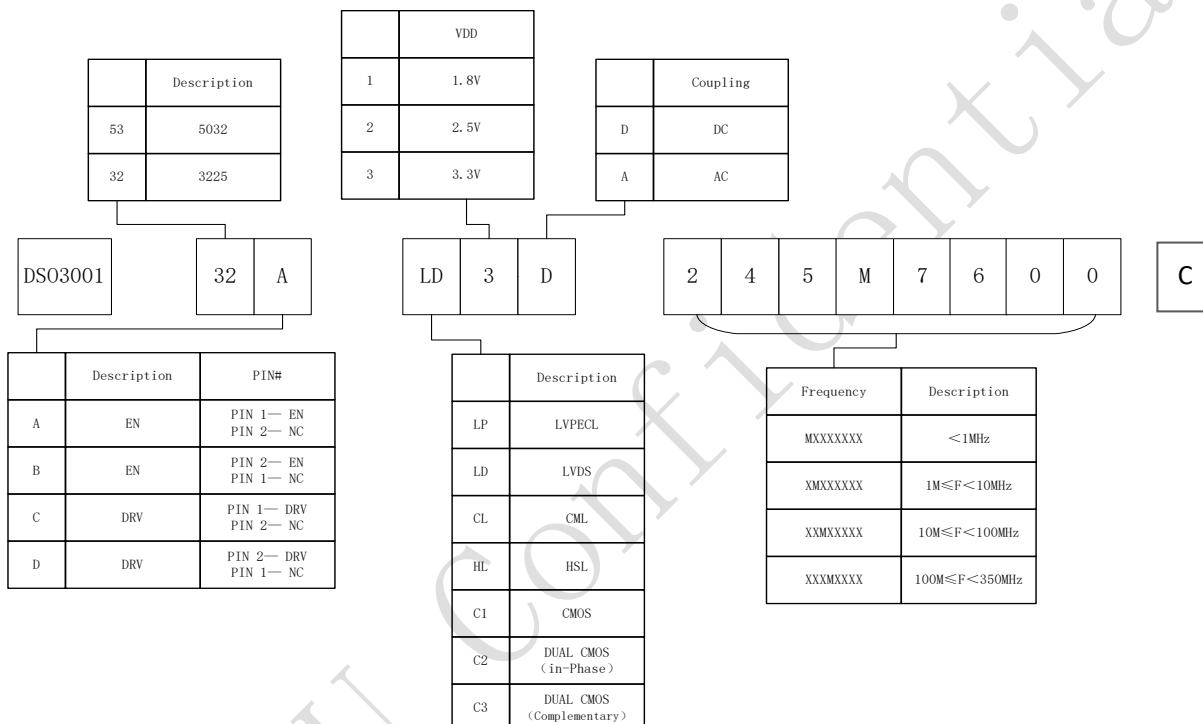 VDD
1 1.8V
2 2.5V
3 3.3V
Description
53 5032
32 3225
Coupling
D DC
A AC
DSO3001 32 A LD 3 D 2 4 5 M 7 6 0 0 C
Description PIN#
A EN PIN 1— EN
PIN 2— NC
B EN PIN 2— EN
PIN 1— NC
C DRV PIN 1— DRV
PIN 2— NC
D DRV PIN 2— DRV
PIN 1— NC
Description
LP LVPECL
LD LVDS
CL CML
HL HSL
C1 CMOS
C2 DUAL CMOS
(in-Phase)
C3 DUAL CMOS
(Complementary)
Frequency Description
MXXXXXXX <1MHz
XMXXXXXX 1M≤F<10MHz
XXMXXXXX 10M≤F<100MHz
XXXMXXXX 100M≤F<350MHz
U Confidential